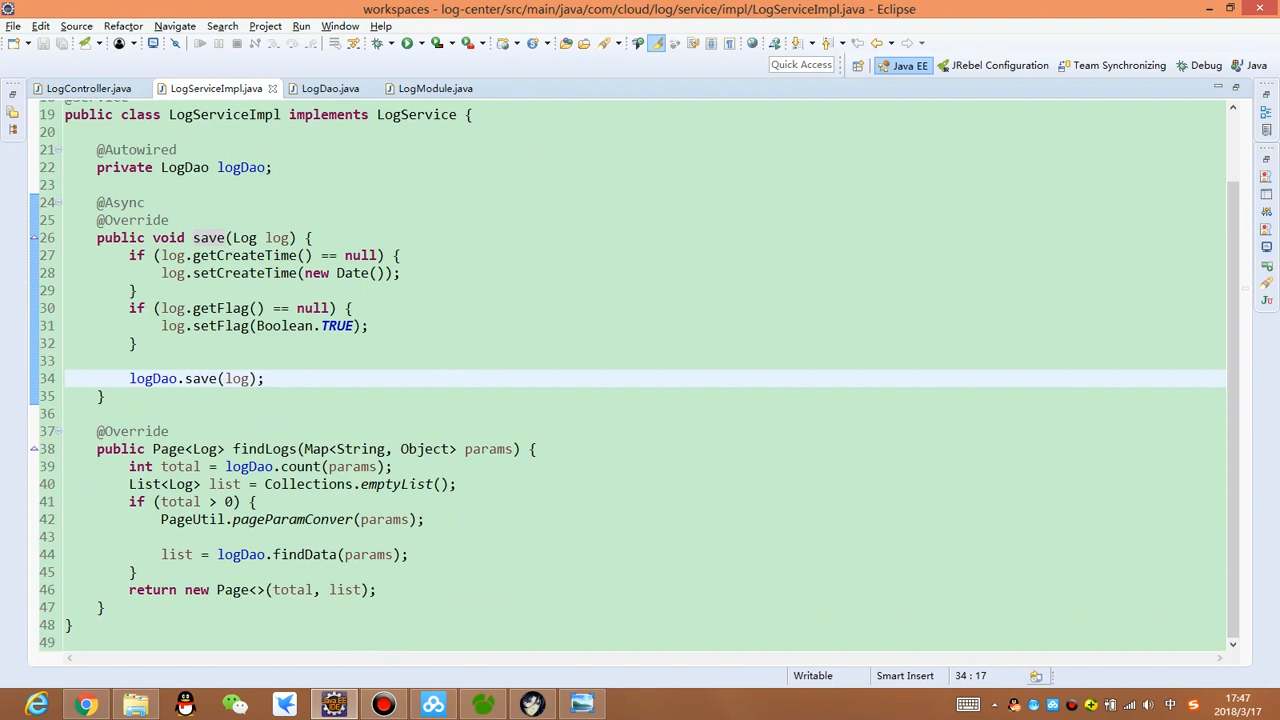 workspaces - log-center/src/main/java/com/cloud/log/service/impl/LogServiceImpl.java - Eclipse
File Edit Source Refactor Navigate Search Project Run Window Help
Quick Access Java EE JRebel Configuration Team Synchronizing Debug Java
LogController.java LogServiceImpl.java LogDao.java LogModule.java
18 @Service
19 public class LogServiceImpl implements LogService {
20
21 @Autowired
22 private LogDao logDao;
23
24 @Async
25 @Override
26 public void save(Log log) {
27 if (log.getCreateTime() == null) {
28 log.setCreateTime(new Date());
29 }
30 if (log.getFlag() == null) {
31 log.setFlag(Boolean.TRUE);
32 }
33
34 logDao.save(log);
35 }
36
37 @Override
38 public Page<Log> findLogs(Map<String, Object> params) {
39 int total = logDao.count(params);
40 List<Log> list = Collections.emptyList();
41 if (total > 0) {
42 PageUtil.pageParamConver(params);
43
44 list = logDao.findData(params);
45 }
46 return new Page<>(total, list);
47 }
48 }
49
Writable Smart Insert 34 : 17
中 17:47
2018/3/17